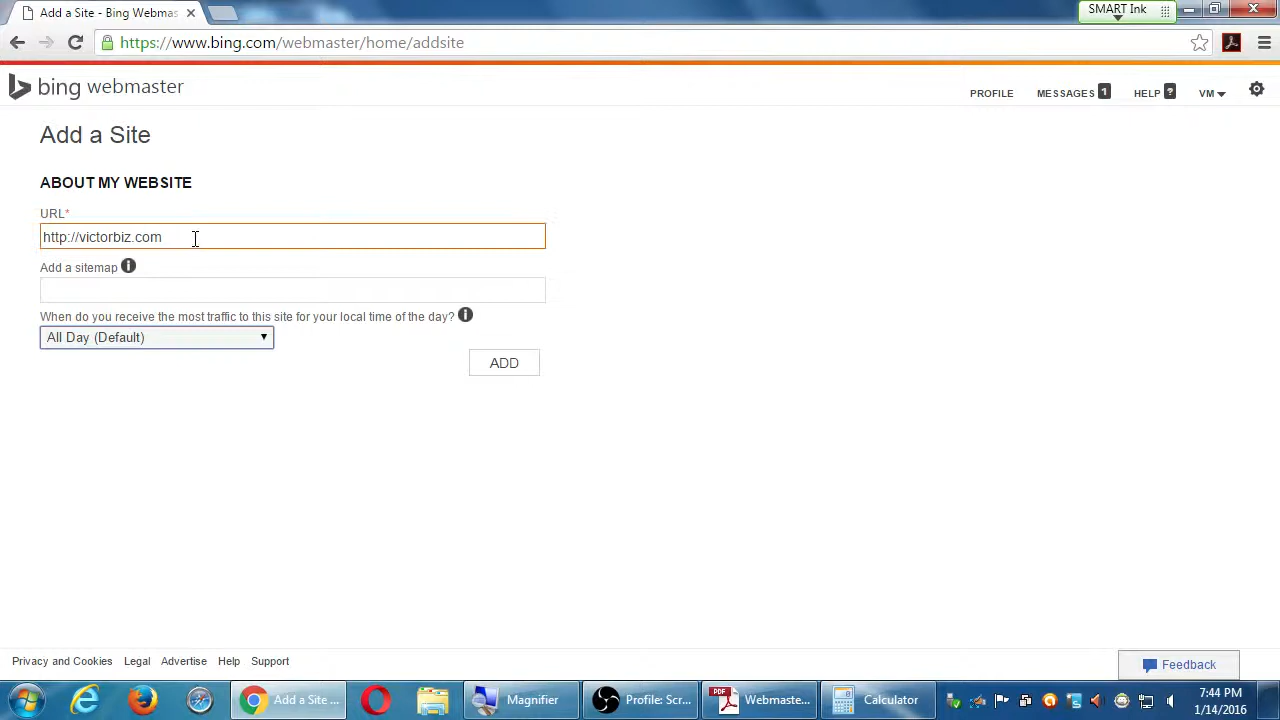 Add a Site - Bing Webmas
SMART Ink
https://www.bing.com/webmaster/home/addsite
bing webmaster
PROFILE MESSAGES 1 HELP ? VM
Add a Site
ABOUT MY WEBSITE
URL*
http://victorbiz.com
Add a sitemap
When do you receive the most traffic to this site for your local time of the day?
All Day (Default)
ADD
Privacy and Cookies Legal Advertise Help Support
Feedback
Add a Site ... Magnifier Profile: Scr... PDF Webmaste... Calculator
7:44 PM
1/14/2016